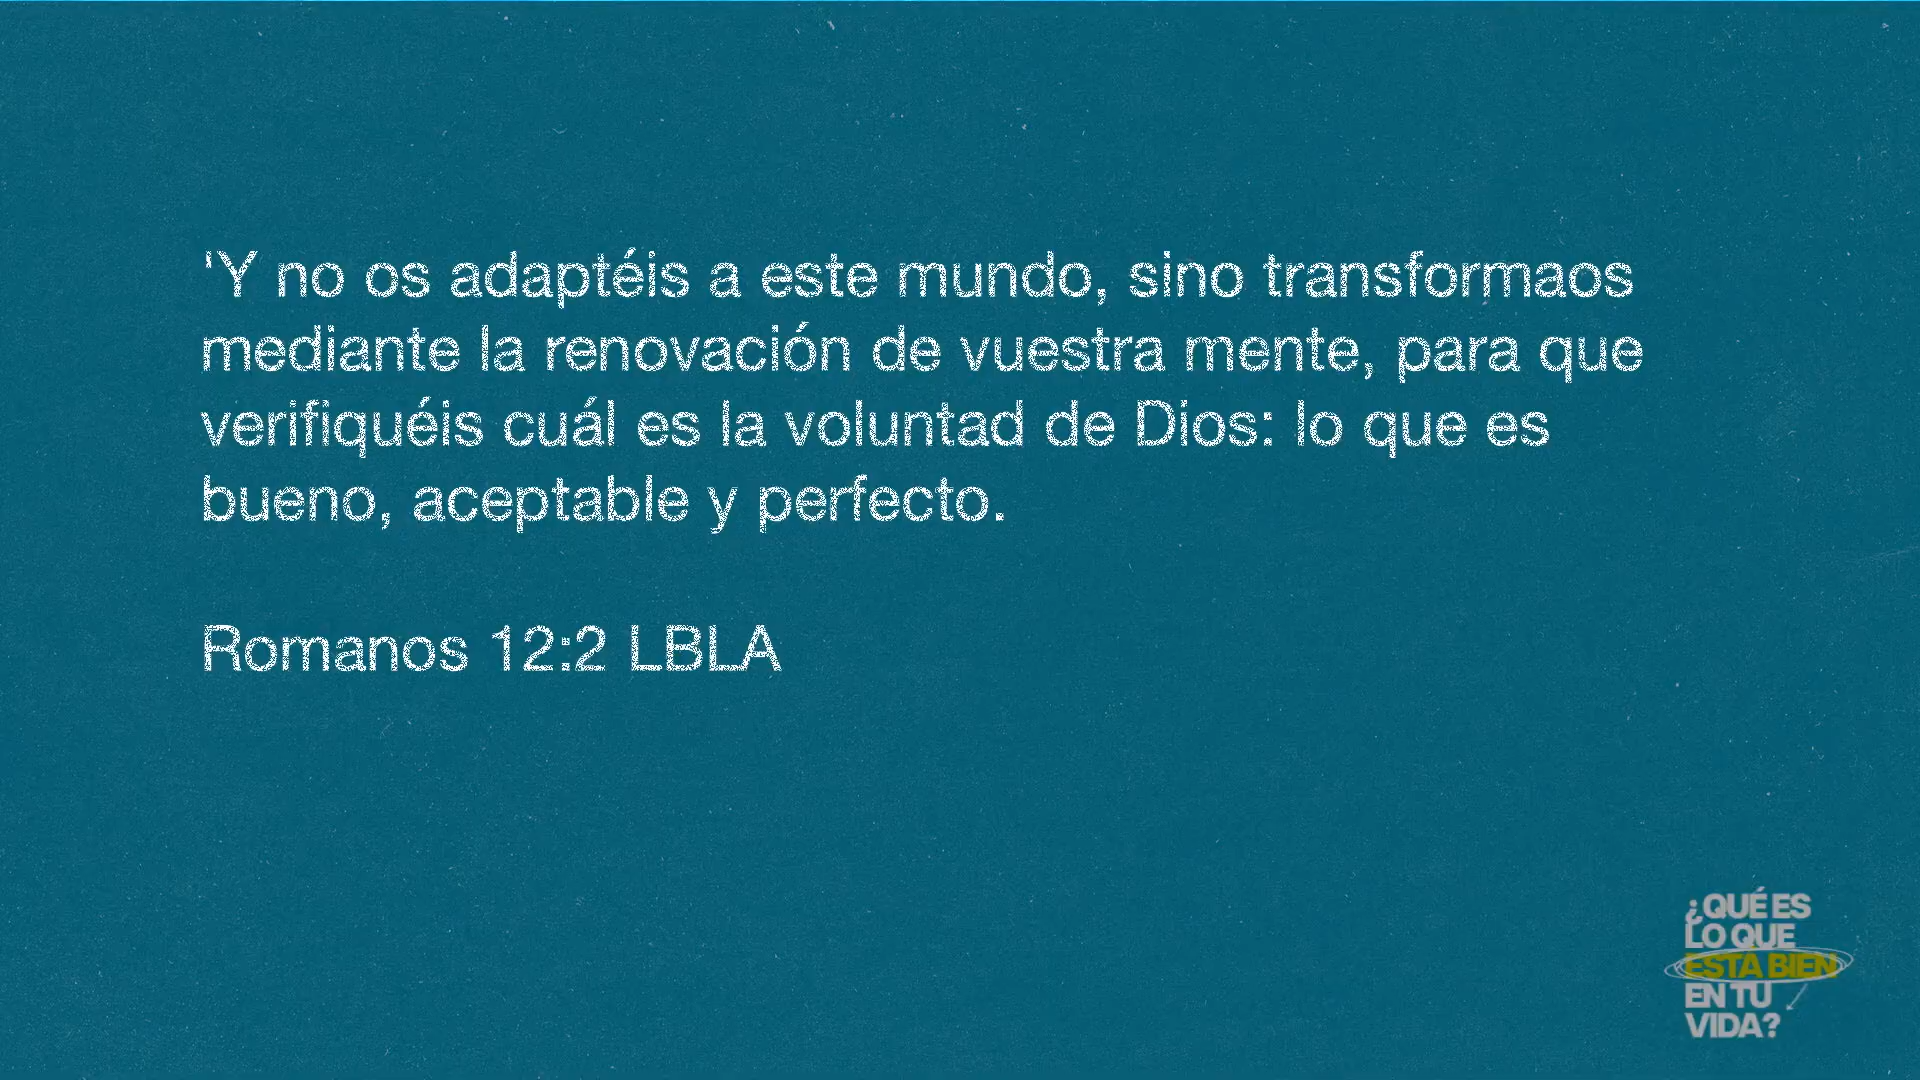 'Y no os adaptéis a este mundo, sino transformaos
mediante la renovación de vuestra mente, para que
verifiquéis cuál es la voluntad de Dios: lo que es
bueno, aceptable y perfecto.
Romanos 12:2 LBLA
¿QUÉ ES
LO QUE
ESTÁ BIEN
EN TU
VIDA?